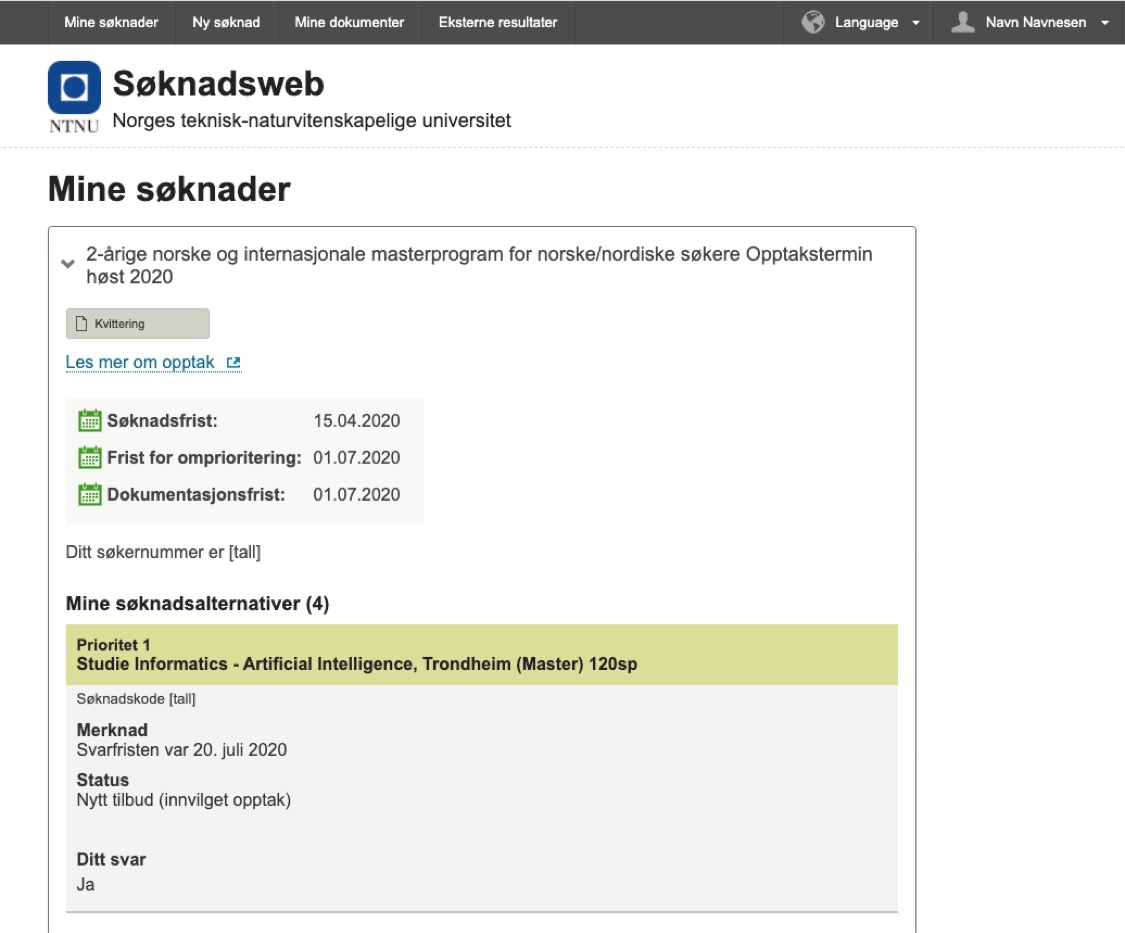 Mine søknader Ny søknad Mine dokumenter Eksterne resultater Language Navn Navnesen
NTNU
Søknadsweb
Norges teknisk-naturvitenskapelige universitet
Mine søknader
2-årige norske og internasjonale masterprogram for norske/nordiske søkere Opptakstermin
høst 2020
Kvittering
Les mer om opptak
Søknadsfrist: 15.04.2020
Frist for omprioritering: 01.07.2020
Dokumentasjonsfrist: 01.07.2020
Ditt søkernummer er [tall]
Mine søknadsalternativer (4)
Prioritet 1
Studie Informatics - Artificial Intelligence, Trondheim (Master) 120sp
Søknadskode [tall]
Merknad
Svarfristen var 20. juli 2020
Status
Nytt tilbud (innvilget opptak)
Ditt svar
Ja